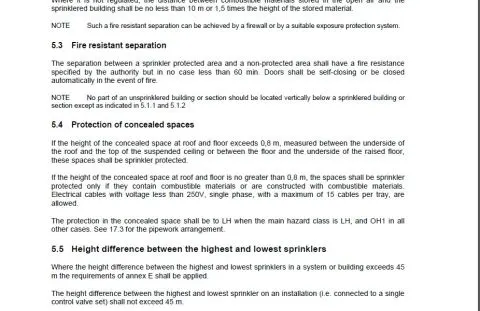 Where it is not regulated, the distance between combustible materials stored in the open air and the
sprinklered building shall be no less than 10 m or 1,5 times the height of the stored material.
NOTE Such a fire resistant separation can be achieved by a firewall or by a suitable exposure protection system.
5.3 Fire resistant separation
The separation between a sprinkler protected area and a non-protected area shall have a fire resistance
specified by the authority but in no case less than 60 min. Doors shall be self-closing or be closed
automatically in the event of fire.
NOTE No part of an unsprinklered building or section should be located vertically below a sprinklered building or
section except as indicated in 5.1.1 and 5.1.2
5.4 Protection of concealed spaces
If the height of the concealed space at roof and floor exceeds 0,8 m, measured between the underside of
the roof and the top of the suspended ceiling or between the floor and the underside of the raised floor,
these spaces shall be sprinkler protected.
If the height of the concealed space at roof and floor is no greater than 0,8 m, the spaces shall be sprinkler
protected only if they contain combustible materials or are constructed with combustible materials.
Electrical cables with voltage less than 250V, single phase, with a maximum of 15 cables per tray, are
allowed.
The protection in the concealed space shall be to LH when the main hazard class is LH, and OH1 in all
other cases. See 17.3 for the pipework arrangement.
5.5 Height difference between the highest and lowest sprinklers
Where the height difference between the highest and lowest sprinklers in a system or building exceeds 45
m the requirements of annex E shall be applied.
The height difference between the highest and lowest sprinkler on an installation (i.e. connected to a single
control valve set) shall not exceed 45 m.